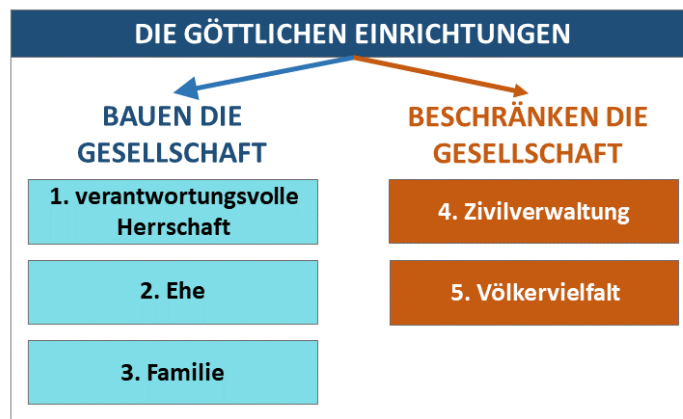 DIE GÖTTLICHEN EINRICHTUNGEN
BAUEN DIE
GESELLSCHAFT
1. verantwortungsvolle
Herrschaft
2. Ehe
3. Familie
BESCHRÄNKEN DIE
GESELLSCHAFT
4. Zivilverwaltung
5. Völkervielfalt